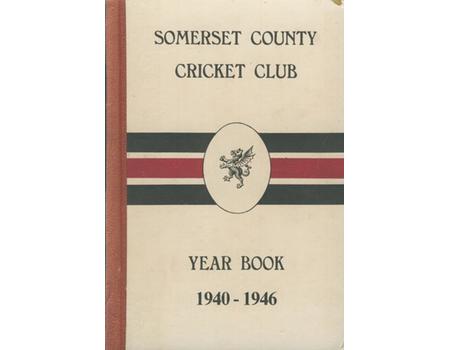 SOMERSET COUNTY
CRICKET CLUB
YEAR BOOK
1940-1946